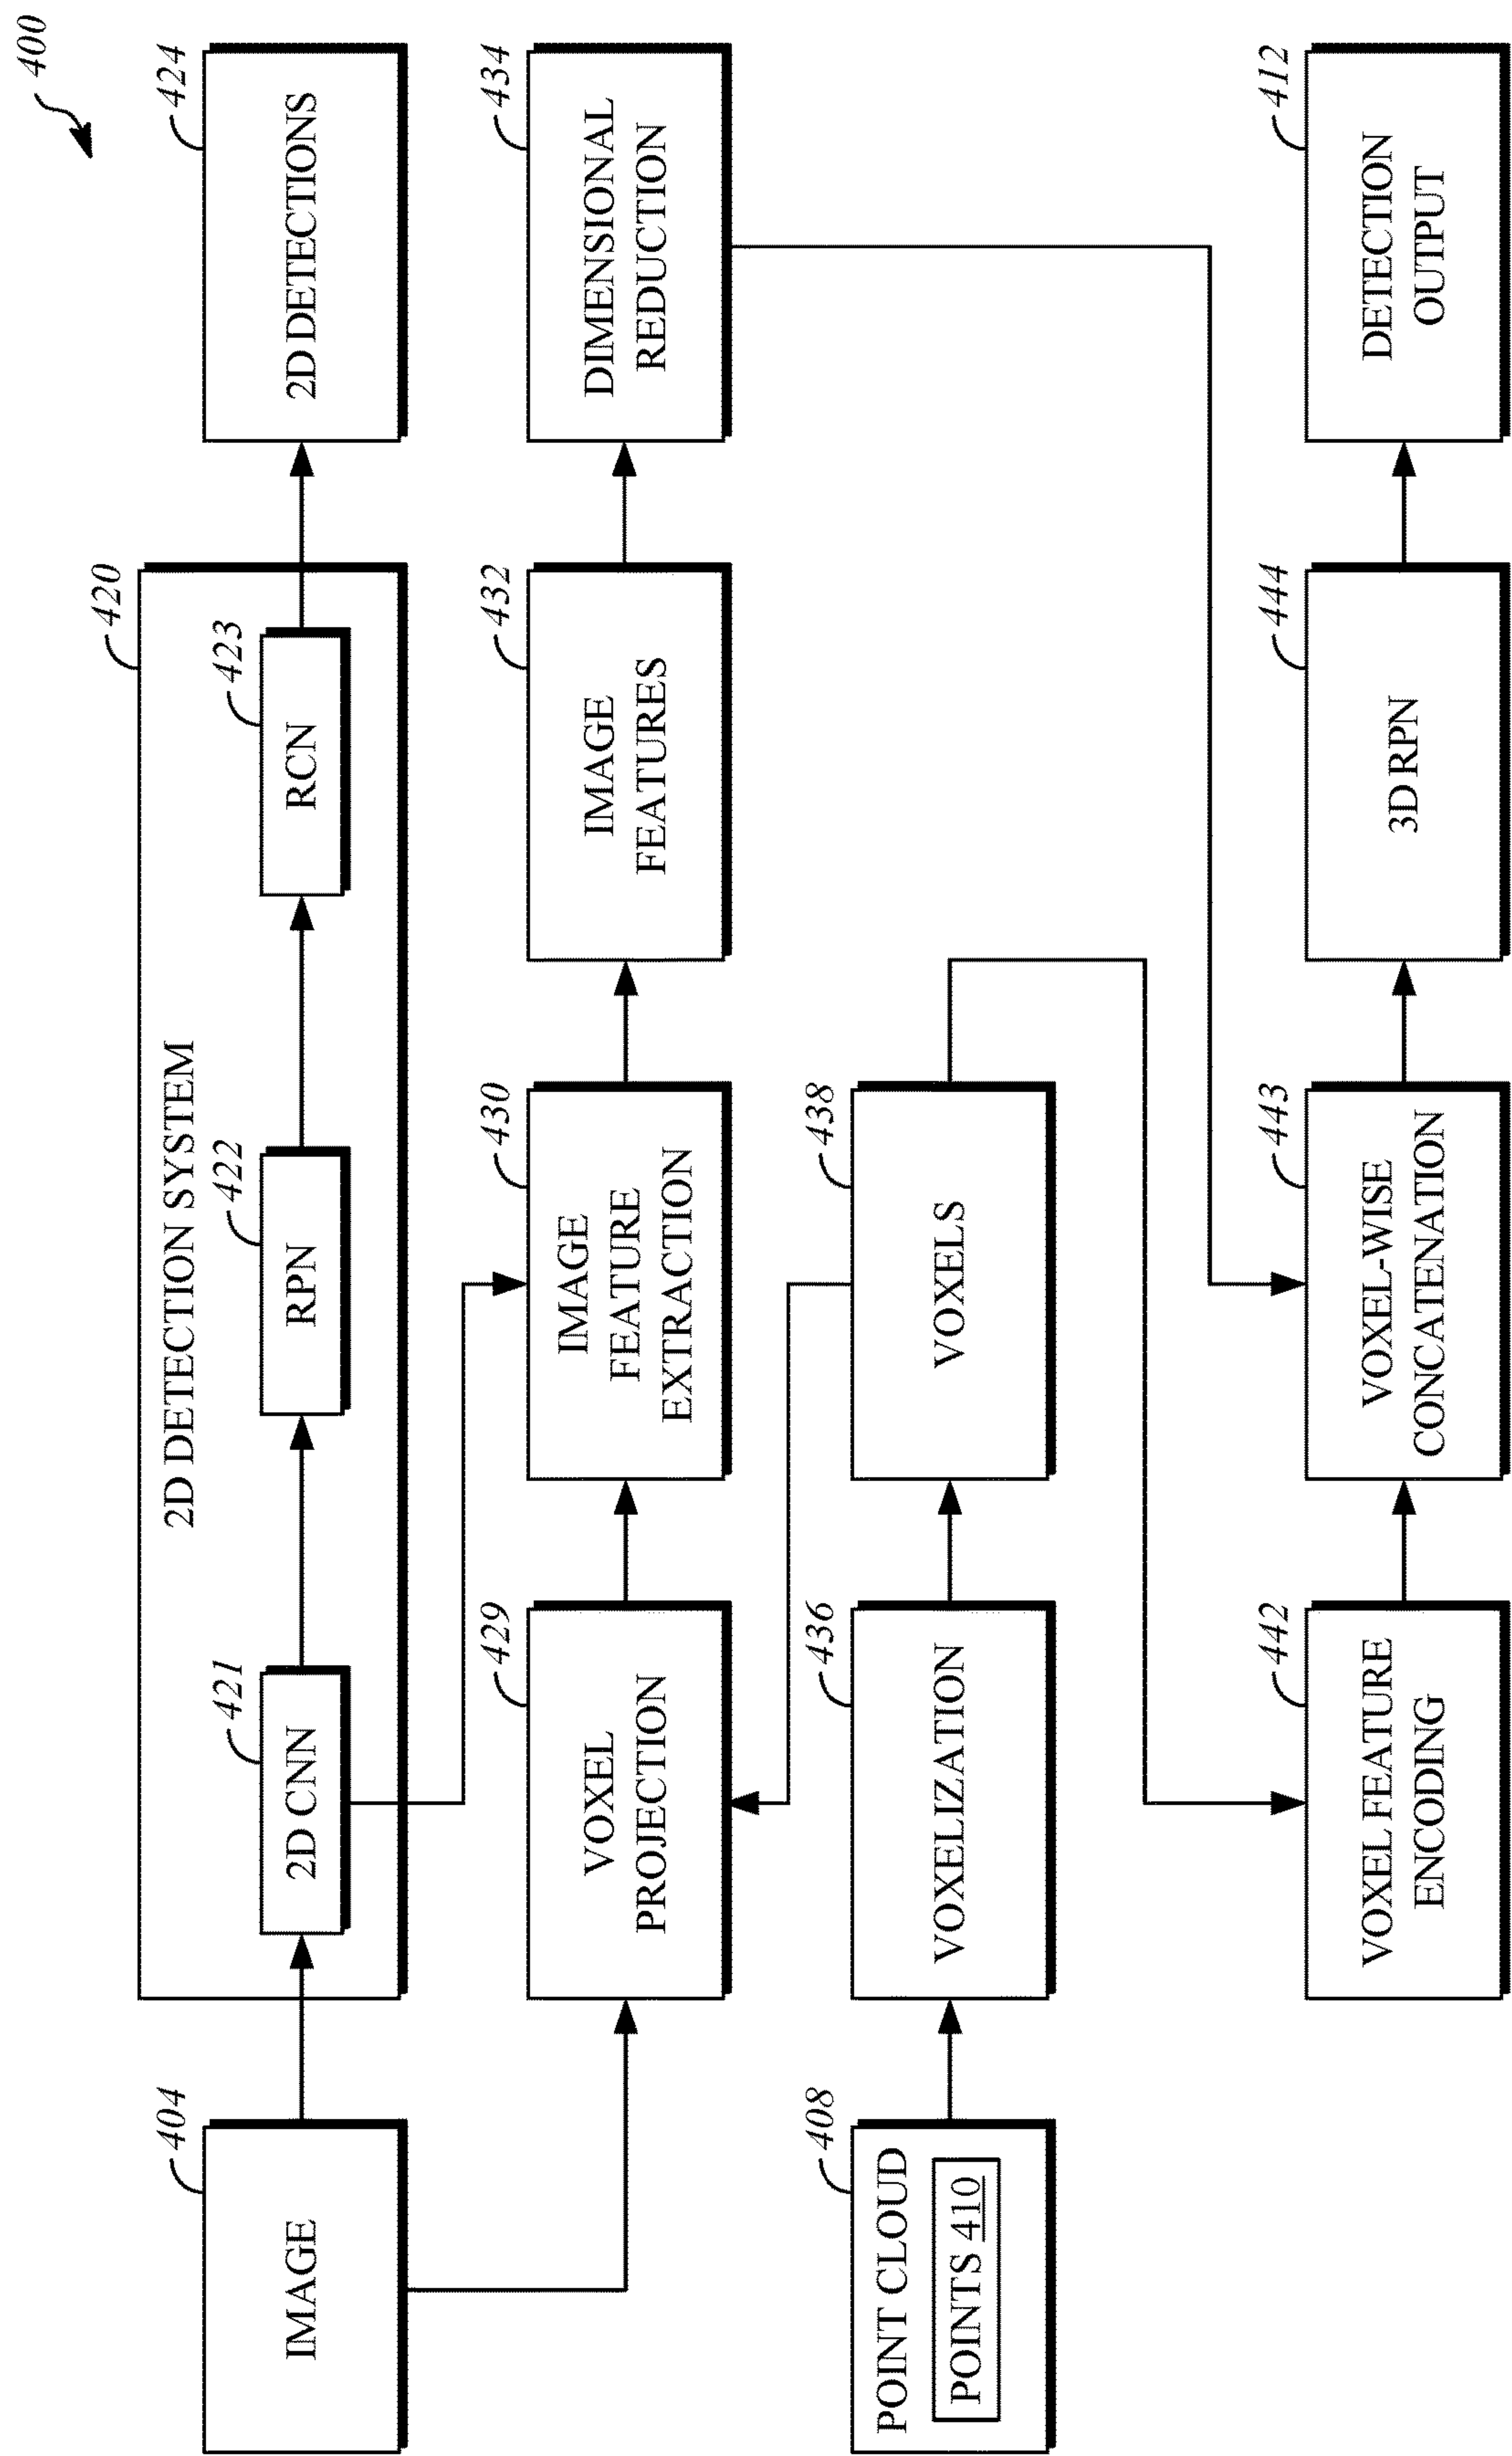 400
420
2D DETECTION SYSTEM
404
IMAGE
421
2D CNN
422
RPN
423
RCN
424
2D DETECTIONS
429
VOXEL
PROJECTION
430
IMAGE
FEATURE
EXTRACTION
432
IMAGE
FEATURES
434
DIMENSIONAL
REDUCTION
408
POINT CLOUD
POINTS 410
436
VOXELIZATION
438
VOXELS
442
VOXEL FEATURE
ENCODING
443
VOXEL-WISE
CONCATENATION
444
3D RPN
412
DETECTION
OUTPUT